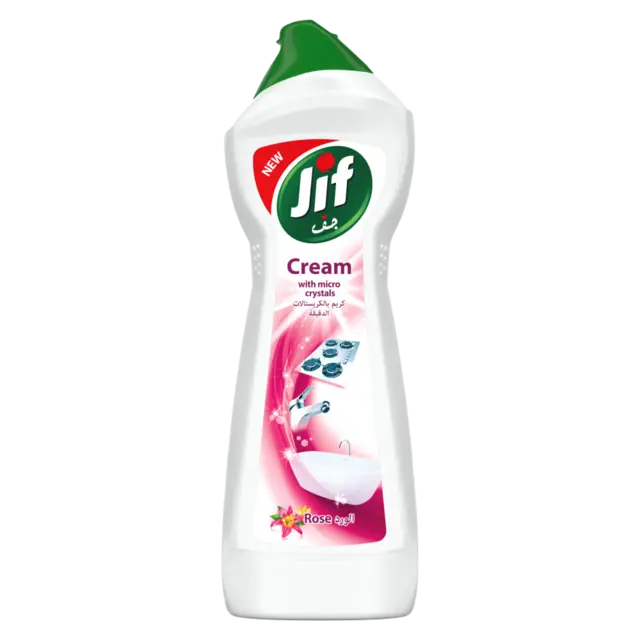 NEW
Jif
جف
Cream
with micro
crystals
كريم بالكريستالات
الدقيقة
Rose الورد